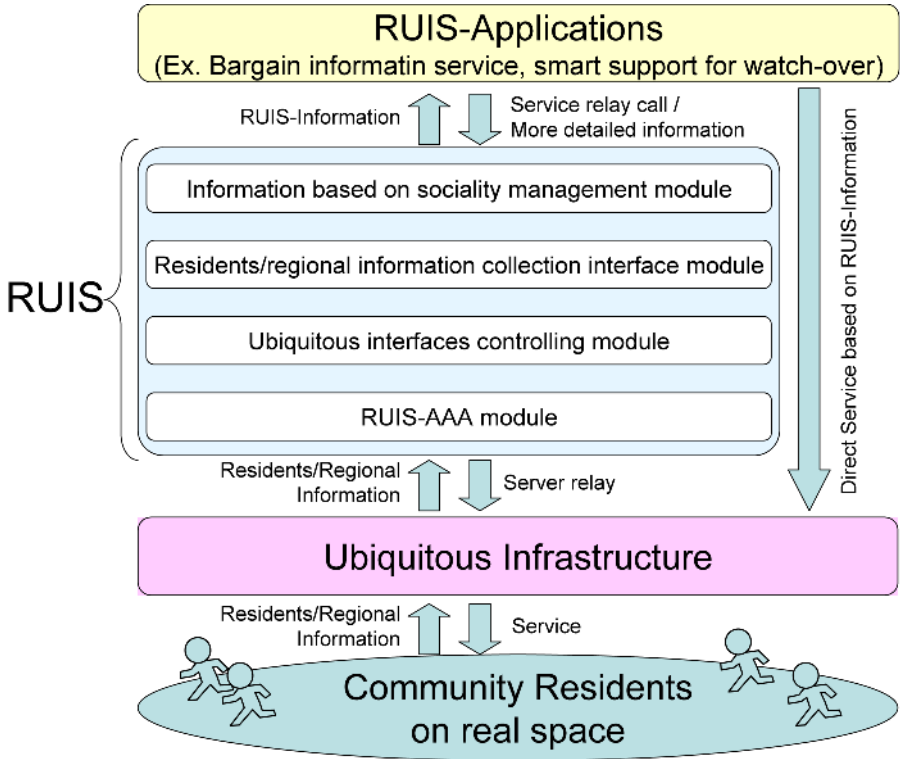 RUIS-Applications
(Ex. Bargain informatin service, smart support for watch-over)
RUIS-Information
Service relay call /
More detailed information
Direct Service based on RUIS-Information
RUIS
Information based on sociality management module
Residents/regional information collection interface module
Ubiquitous interfaces controlling module
RUIS-AAA module
Residents/Regional
Information
Server relay
Ubiquitous Infrastructure
Residents/Regional
Information
Service
Community Residents
on real space